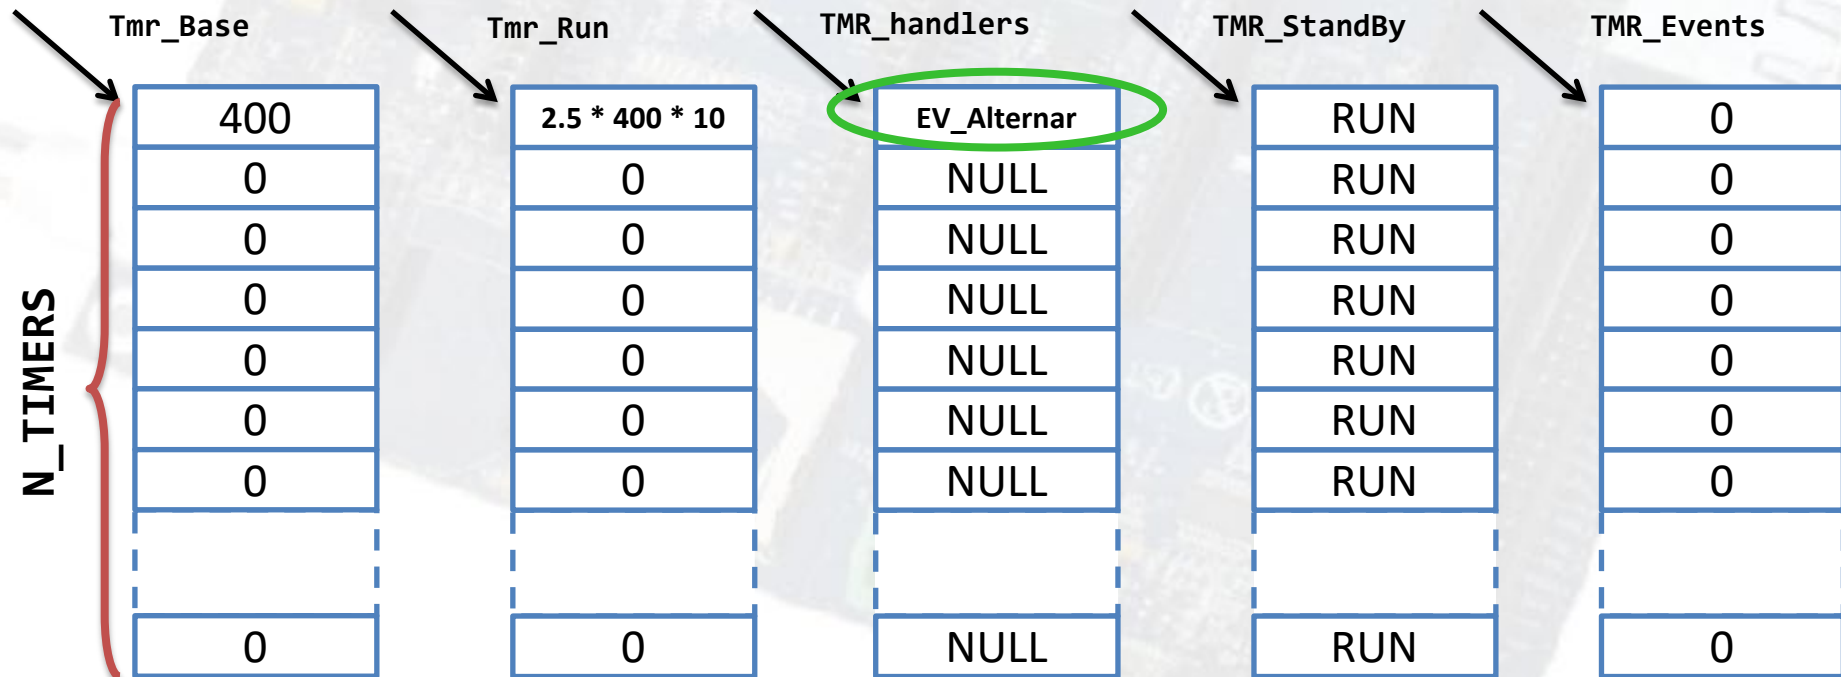 Tmr_Base Tmr_Run TMR_handlers TMR_StandBy TMR_Events
400 2.5 * 400 * 10 EV_Alternar RUN 0
0 0 NULL RUN 0
0 0 NULL RUN 0
0 0 NULL RUN 0
0 0 NULL RUN 0
0 0 NULL RUN 0
0 0 NULL RUN 0
0 0 NULL RUN 0
N_TIMERS